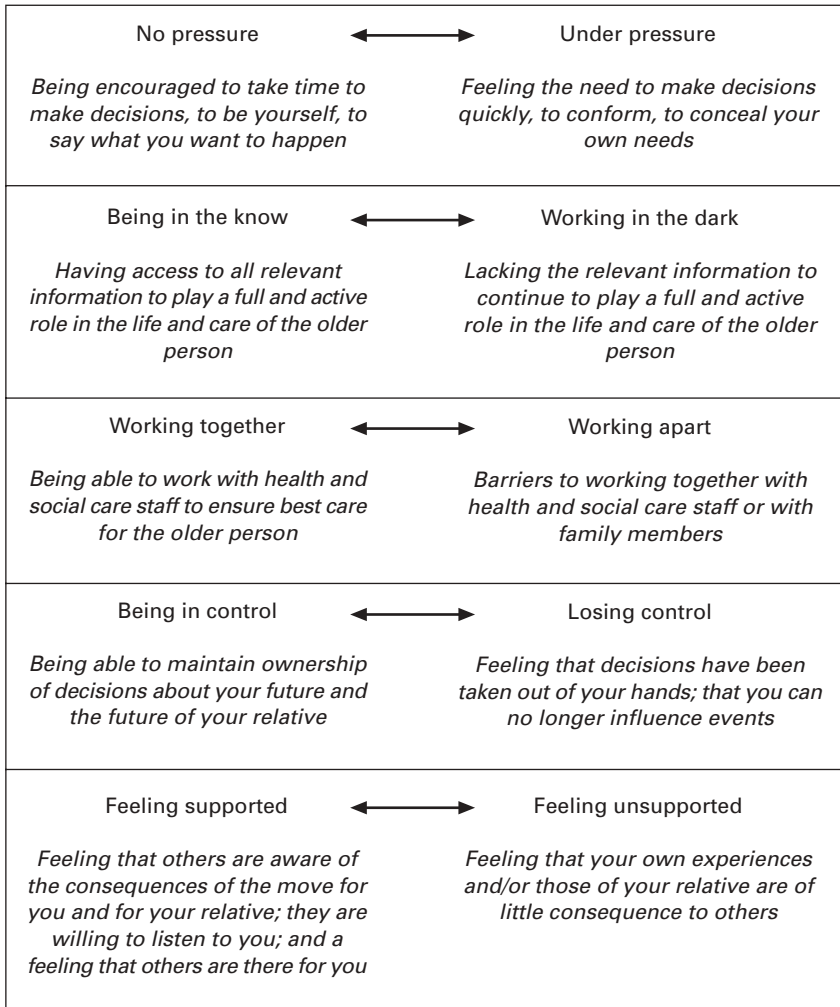 No pressure
Under pressure
Being encouraged to take time to
make decisions, to be yourself, to
say what you want to happen
Feeling the need to make decisions
quickly, to conform, to conceal your
own needs
Being in the know
Working in the dark
Having access to all relevant
information to play a full and active
role in the life and care of the older
person
Lacking the relevant information to
continue to play a full and active
role in the life and care of the older
person
Working together
Working apart
Being able to work with health and
social care staff to ensure best care
for the older person
Barriers to working together with
health and social care staff or with
family members
Being in control
Losing control
Being able to maintain ownership
of decisions about your future and
the future of your relative
Feeling that decisions have been
taken out of your hands; that you can
no longer influence events
Feeling supported
Feeling unsupported
Feeling that others are aware of
the consequences of the move for
you and for your relative; they are
willing to listen to you; and a
feeling that others are there for you
Feeling that your own experiences
and/or those of your relative are of
little consequence to others